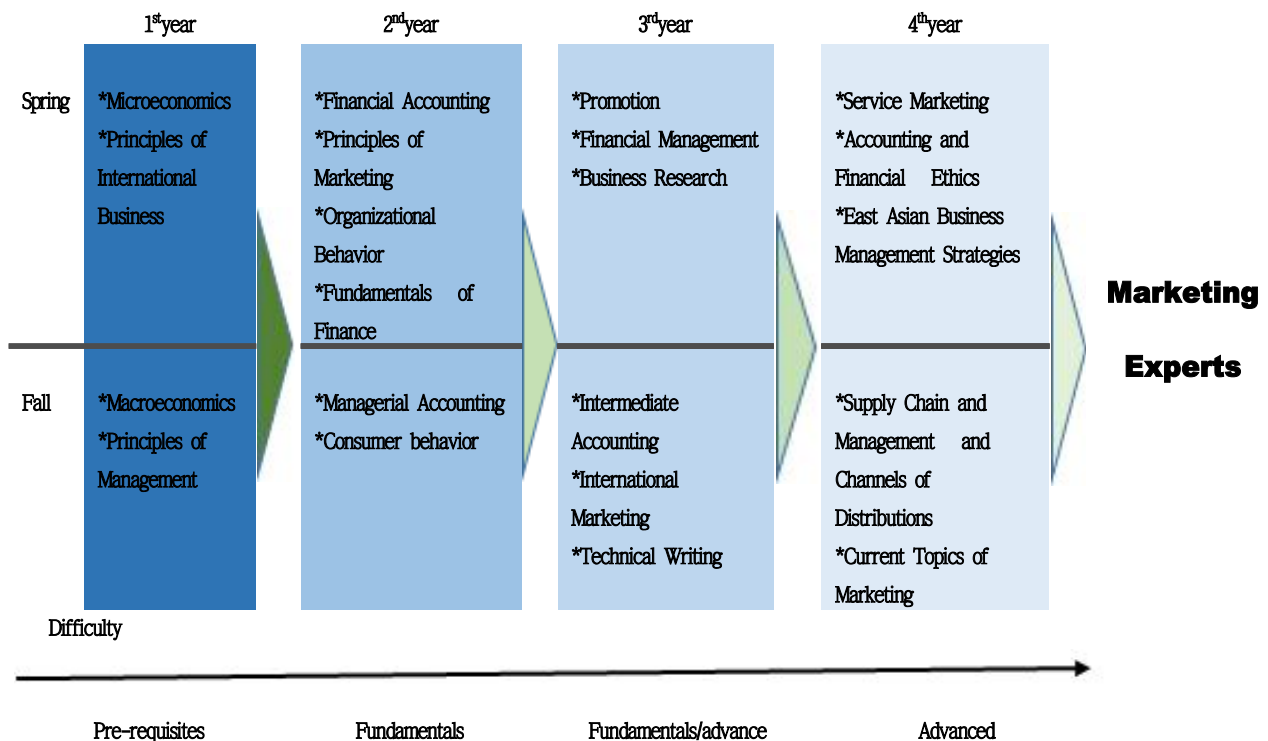 1st year
2nd year
3rd year
4th year
Spring
*Microeconomics
*Principles of
International
Business
*Financial Accounting
*Principles of
Marketing
*Organizational
Behavior
*Fundamentals of
Finance
*Promotion
*Financial Management
*Business Research
*Service Marketing
*Accounting and
Financial Ethics
*East Asian Business
Management Strategies
Fall
*Macroeconomics
*Principles of
Management
*Managerial Accounting
*Consumer behavior
*Intermediate
Accounting
*International
Marketing
*Technical Writing
*Supply Chain and
Management and
Channels of
Distributions
*Current Topics of
Marketing
Marketing
Experts
Difficulty
Pre-requisites
Fundamentals
Fundamentals/advance
Advanced